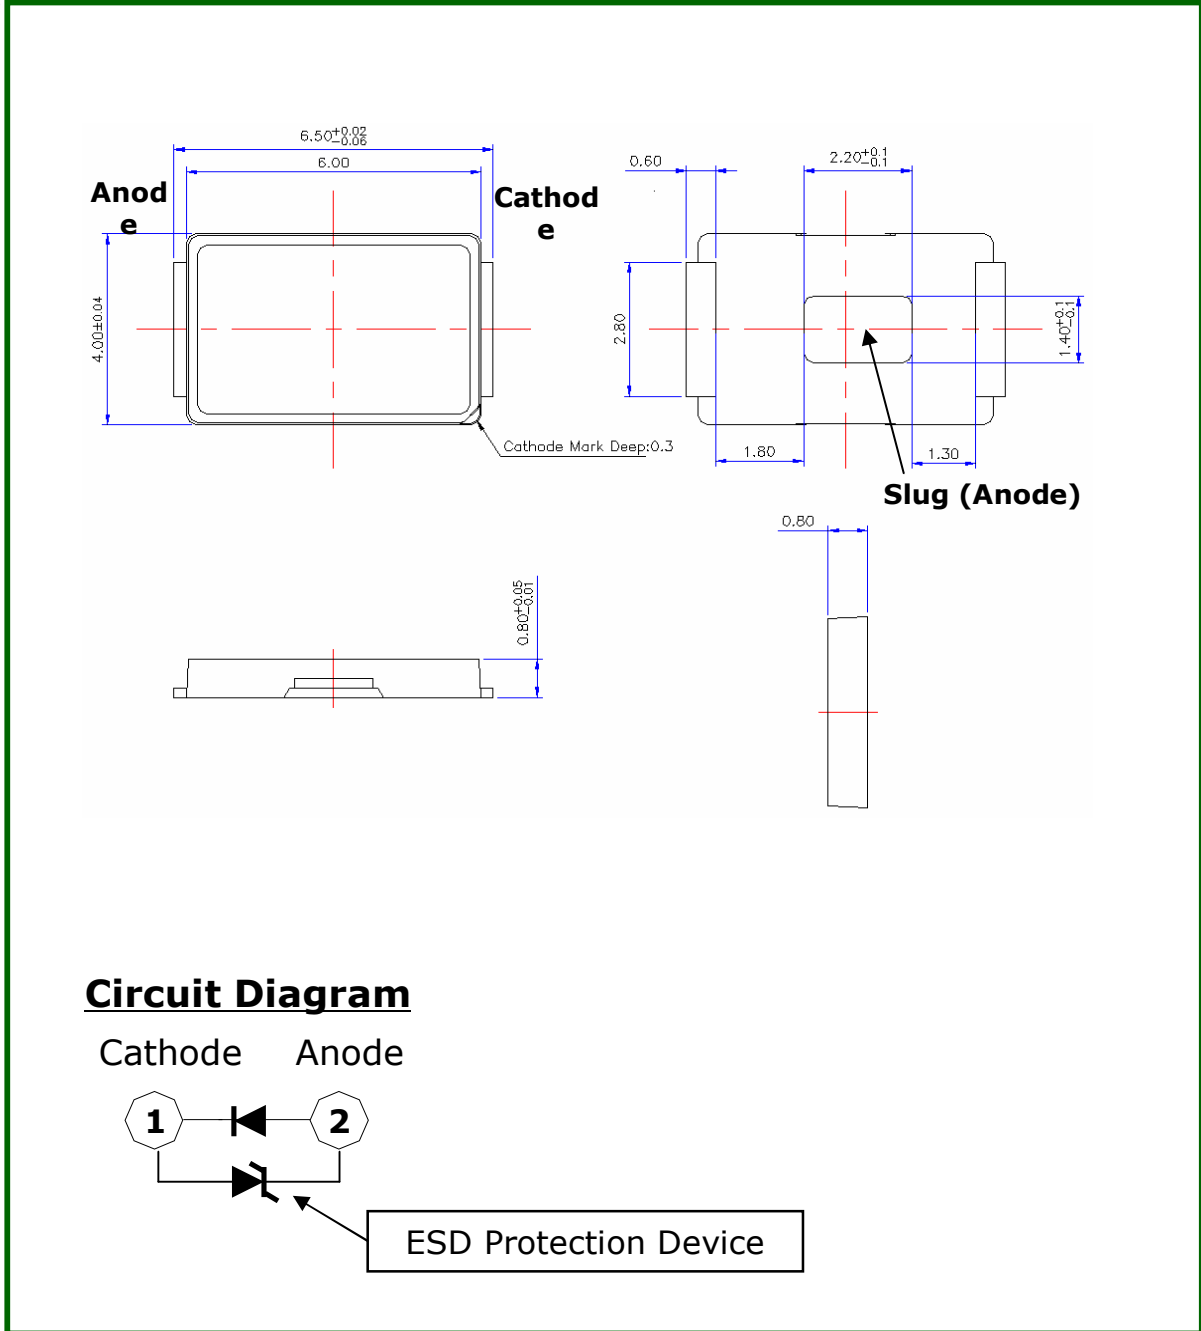 6.50+0.02
−0.06
6.00
Anod
e
Cathod
e
4.00±0.04
Cathode Mark Deep:0.3
0.60
2.20+0.1
−0.1
2.80
1.40+0.1
−0.1
1.80
1.30
Slug (Anode)
0.80
0.80+0.05
−0.01
Circuit Diagram
Cathode Anode
1 2
ESD Protection Device